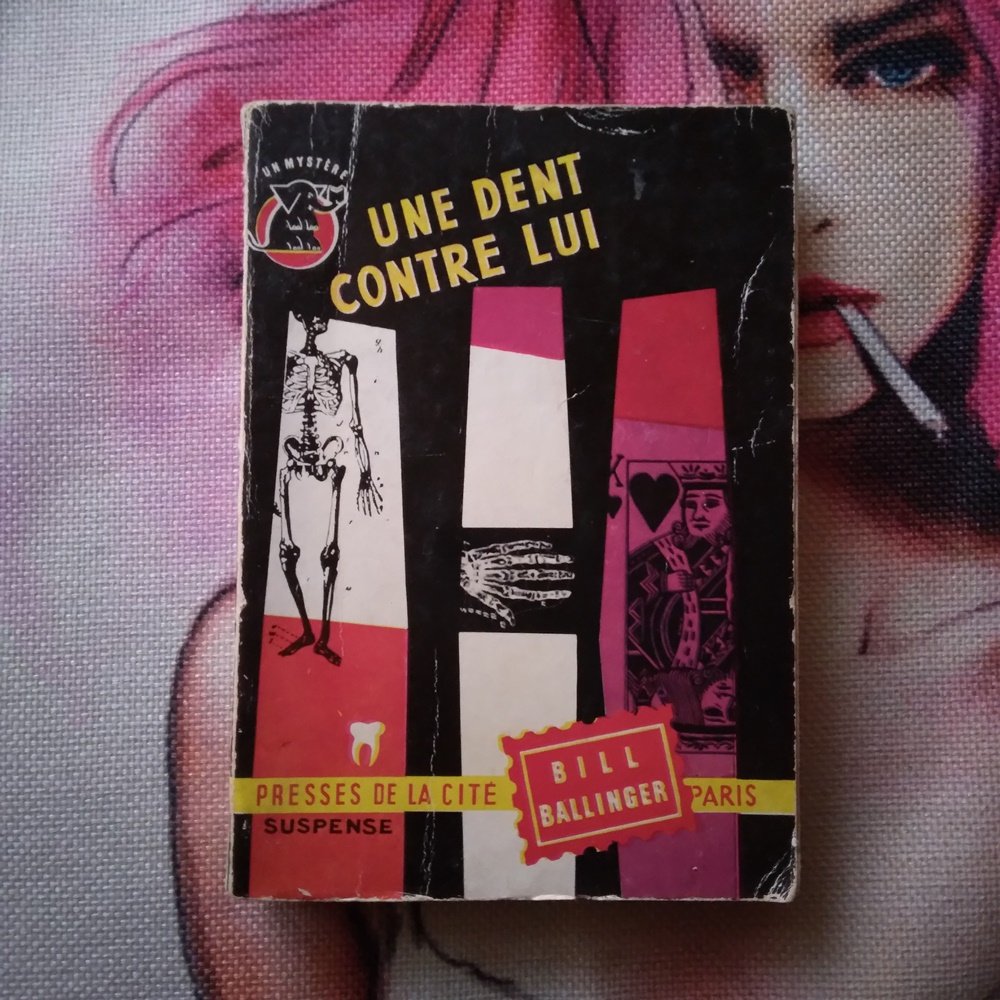 UN MYSTÈRE
UNE DENT
CONTRE LUI
K
BILL
BALLINGER
PRESSES DE LA CITÉ
PARIS
SUSPENSE